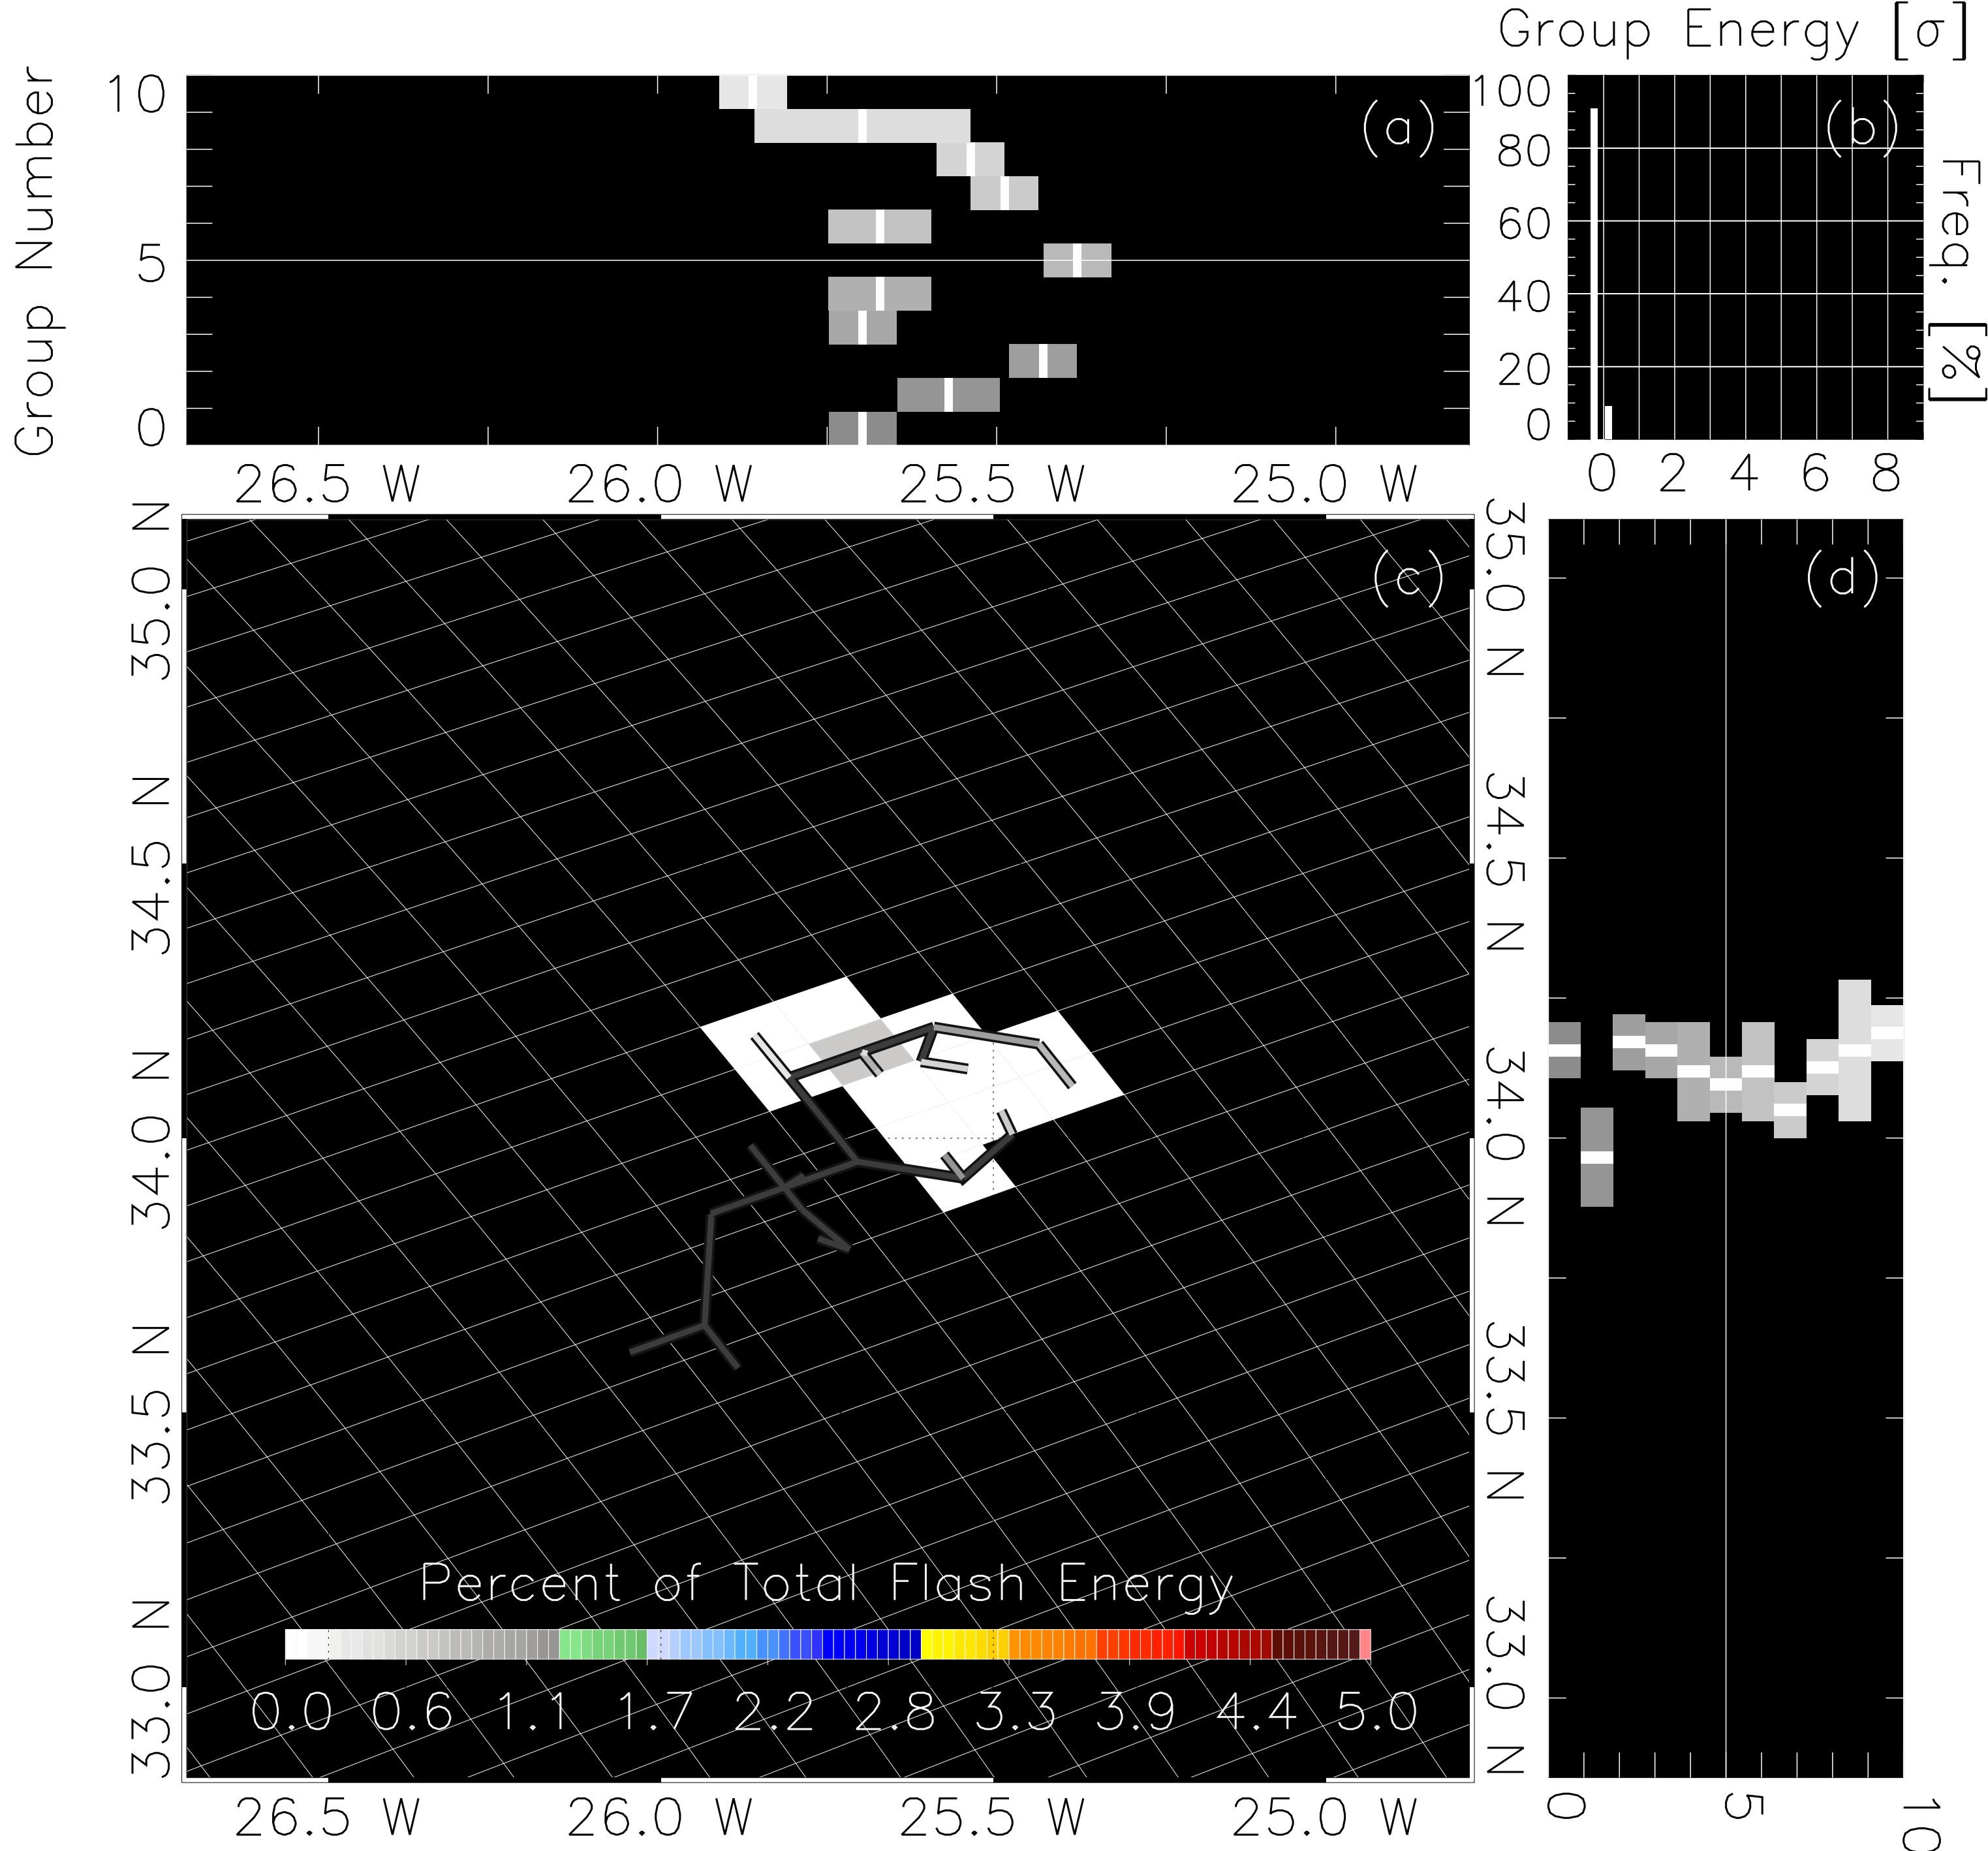 Group Energy [σ]
Group Number
10
5
0
(a)
100
80
60
40
20
0
(b)
Freq. [%]
26.5 W 26.0 W 25.5 W 25.0 W
0 2 4 6 8
35.0 N
34.5 N
34.0 N
33.5 N
33.0 N
(c)
35.0 N
34.5 N
34.0 N
33.5 N
33.0 N
(d)
Percent of Total Flash Energy
0.0 0.6 1.1 1.7 2.2 2.8 3.3 3.9 4.4 5.0
26.5 W 26.0 W 25.5 W 25.0 W
0 5 10